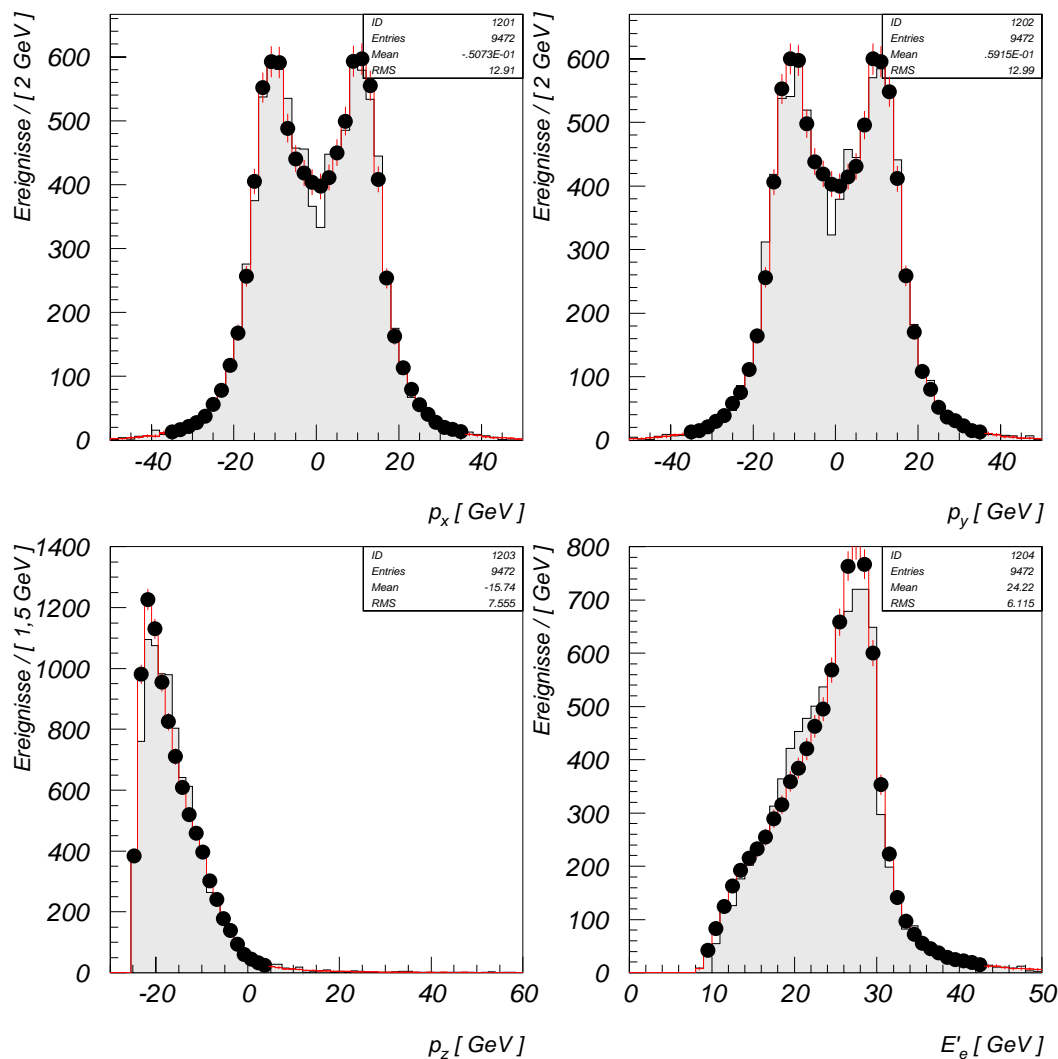 ID 1201
Entries 9472
Mean -.5073E-01
RMS 12.91
Ereignisse / [ 2 GeV ]
600
500
400
300
200
100
0
-40 -20 0 20 40
p_x [ GeV ]
ID 1202
Entries 9472
Mean .5915E-01
RMS 12.99
Ereignisse / [ 2 GeV ]
600
500
400
300
200
100
0
-40 -20 0 20 40
p_y [ GeV ]
ID 1203
Entries 9472
Mean -15.74
RMS 7.555
Ereignisse / [ 1,5 GeV ]
1400
1200
1000
800
600
400
200
0
-20 0 20 40 60
p_z [ GeV ]
ID 1204
Entries 9472
Mean 24.22
RMS 6.115
Ereignisse / [ GeV ]
800
700
600
500
400
300
200
100
0
0 10 20 30 40 50
E'_e [ GeV ]